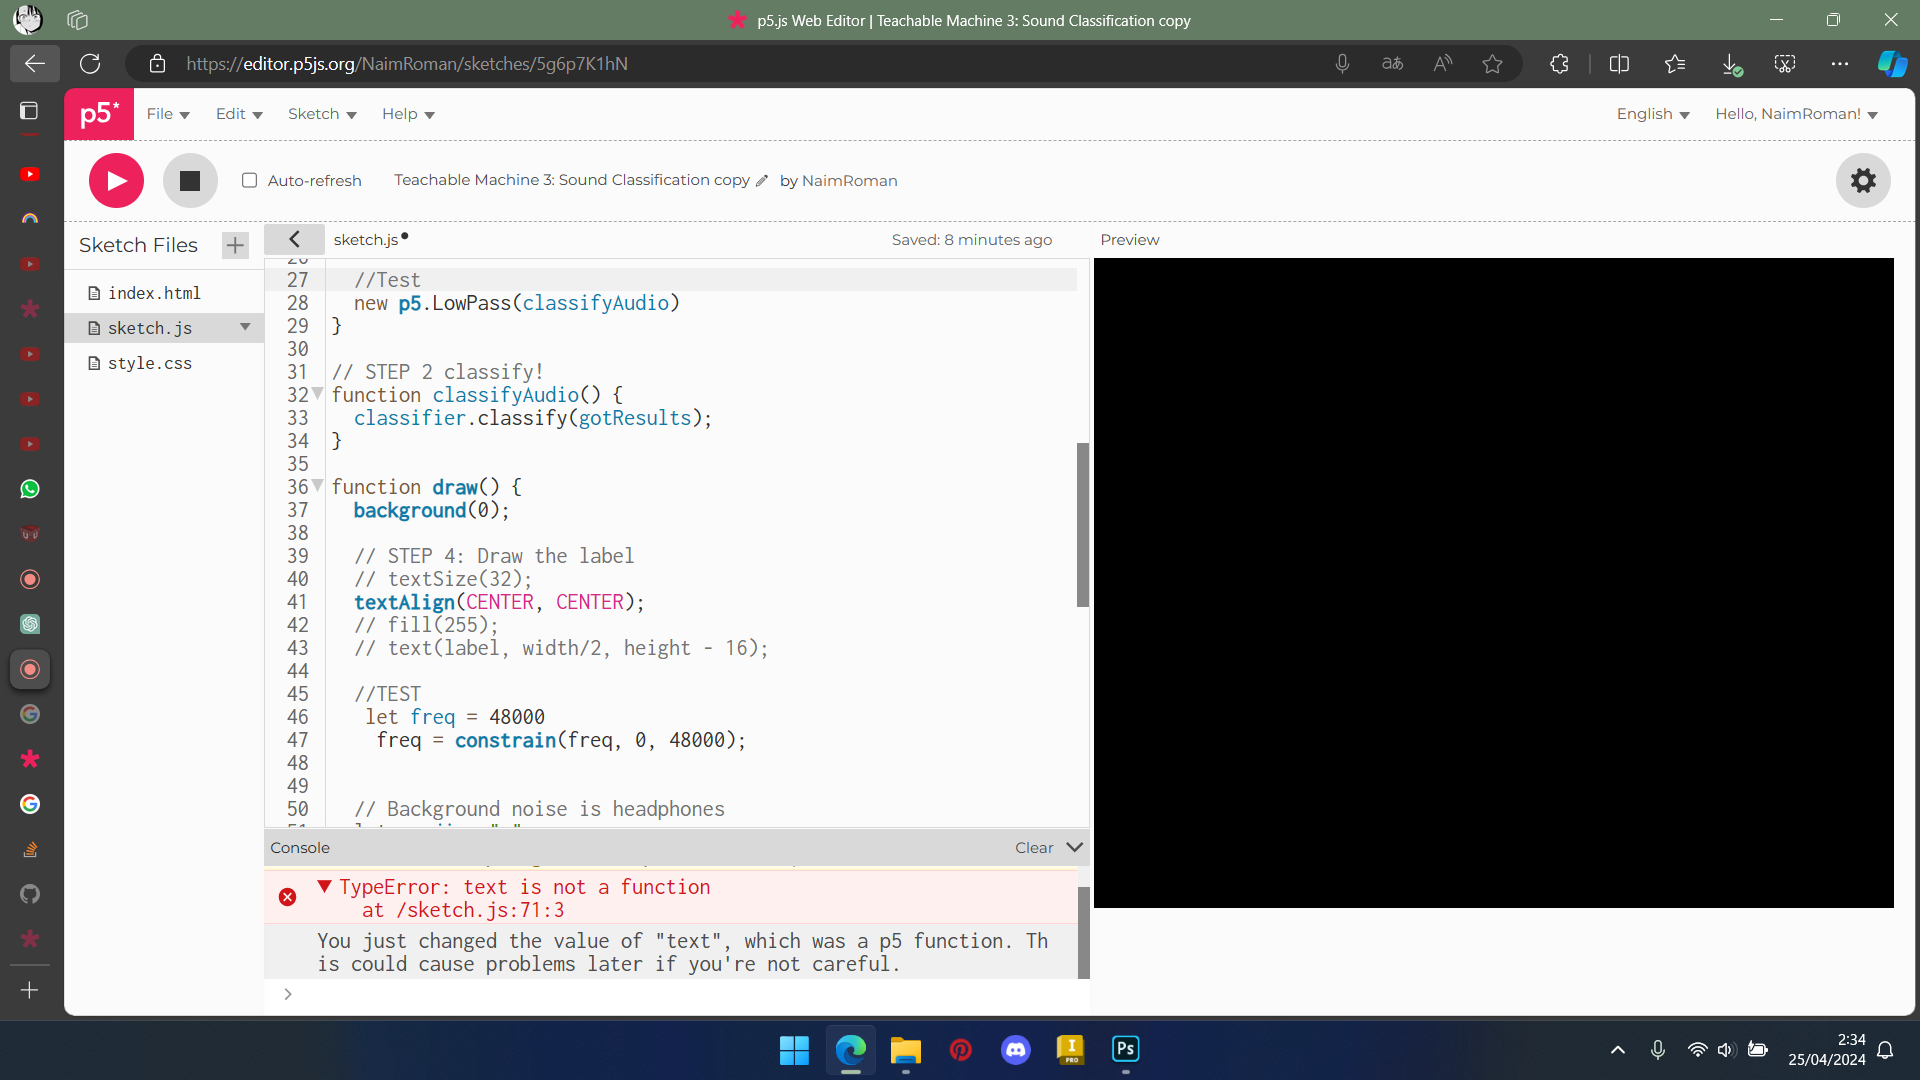 p5.js Web Editor | Teachable Machine 3: Sound Classification copy
https://editor.p5js.org/NaimRoman/sketches/5g6p7K1hN
p5* File Edit Sketch Help English Hello, NaimRoman!
Auto-refresh Teachable Machine 3: Sound Classification copy by NaimRoman
Sketch Files
sketch.js Saved: 8 minutes ago Preview
index.html
sketch.js
style.css
27 //Test
28 new p5.LowPass(classifyAudio)
29 }
30
31 // STEP 2 classify!
32 function classifyAudio() {
33 classifier.classify(gotResults);
34 }
35
36 function draw() {
37 background(0);
38
39 // STEP 4: Draw the label
40 // textSize(32);
41 textAlign(CENTER, CENTER);
42 // fill(255);
43 // text(label, width/2, height - 16);
44
45 //TEST
46 let freq = 48000
47 freq = constrain(freq, 0, 48000);
48
49
50 // Background noise is headphones
Console Clear
TypeError: text is not a function
at /sketch.js:71:3
You just changed the value of "text", which was a p5 function. Th
is could cause problems later if you're not careful.
>
I PRO
Ps
2:34
25/04/2024